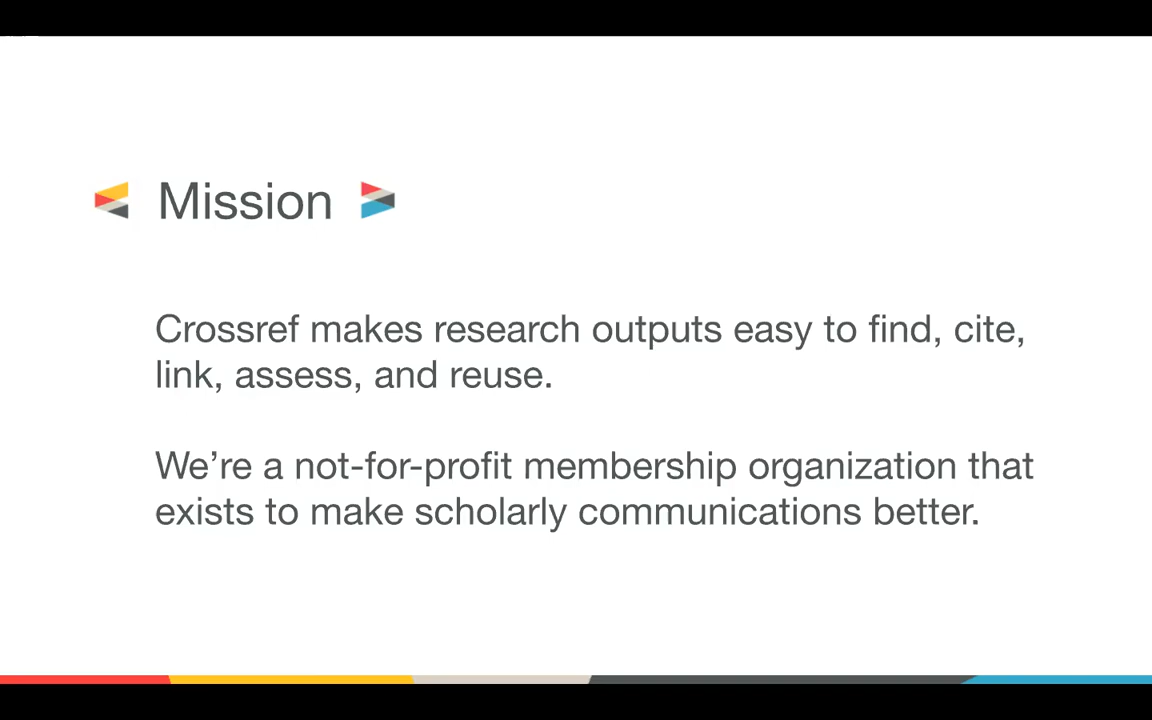 Mission
Crossref makes research outputs easy to find, cite,
link, assess, and reuse.
We’re a not-for-profit membership organization that
exists to make scholarly communications better.